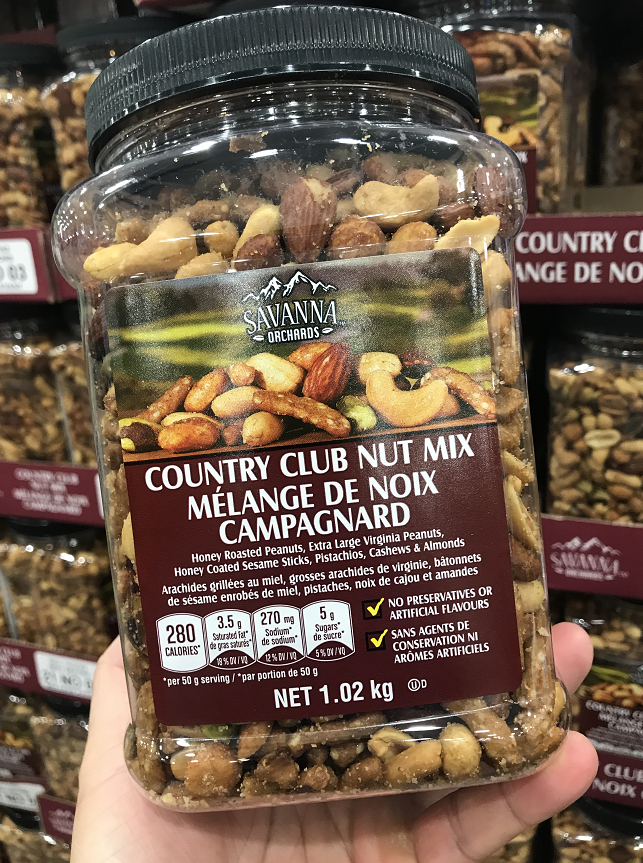 SAVANNA
ORCHARDS
COUNTRY CLUB NUT MIX
MÉLANGE DE NOIX
CAMPAGNARD
Honey Roasted Peanuts, Extra Large Virginia Peanuts,
Honey Coated Sesame Sticks, Pistachios, Cashews & Almonds
Arachides grillées au miel, grosses arachides de virginie, bâtonnets
de sésame enrobés de miel, pistaches, noix de cajou et amandes
280
CALORIES*
3.5 g
Saturated Fat*
de gras saturés*
18 % DV / VQ
270 mg
Sodium*
de sodium*
12 % DV / VQ
5 g
Sugars*
de sucre*
5 % DV / VQ
NO PRESERVATIVES OR
ARTIFICIAL FLAVOURS
SANS AGENTS DE
CONSERVATION NI
ARÔMES ARTIFICIELS
*per 50 g serving / *par portion de 50 g
NET 1.02 kg
U D
COUNTRY C
ANGE DE NO
03
SAVANNA
ORCHARDS
CLU
NOIX